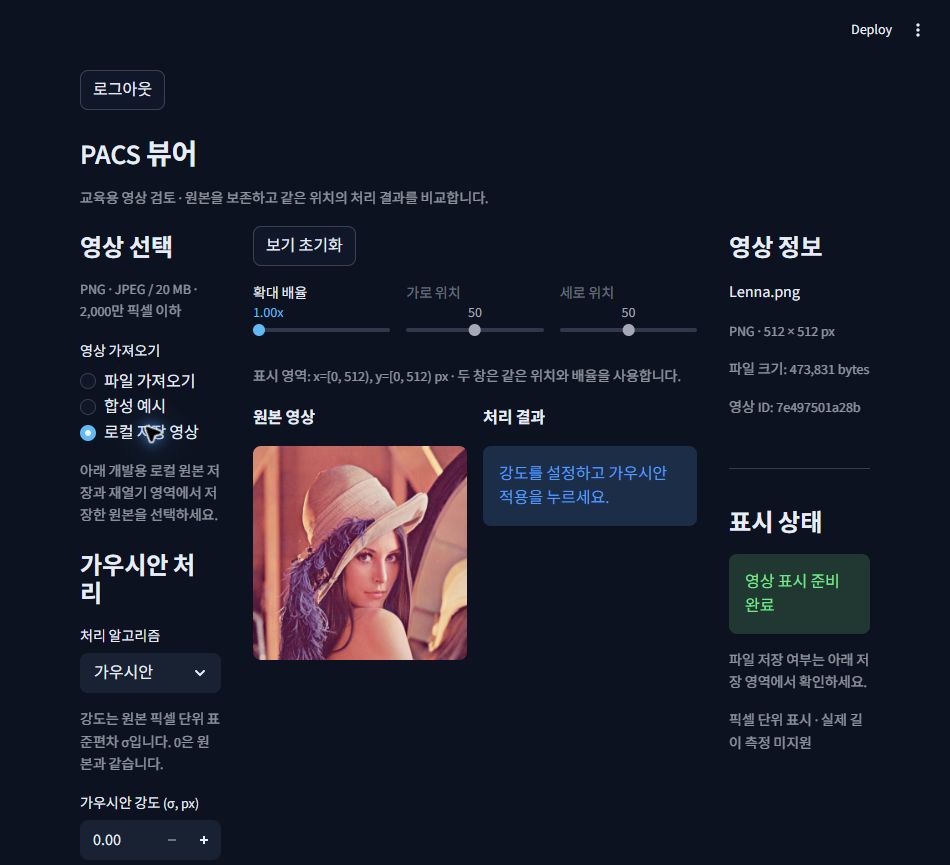 Deploy
로그아웃
PACS 뷰어
교육용 영상 검토 · 원본을 보존하고 같은 위치의 처리 결과를 비교합니다.
영상 선택
PNG · JPEG / 20 MB ·
2,000만 픽셀 이하
영상 가져오기
파일 가져오기
합성 예시
로컬 저장 영상
아래 개발용 로컬 원본 저
장과 재열기 영역에서 저
장한 원본을 선택하세요.
가우시안 처
리
처리 알고리즘
가우시안
강도는 원본 픽셀 단위 표
준편차 σ입니다. 0은 원
본과 같습니다.
가우시안 강도 (σ, px)
0.00
보기 초기화
확대 배율
1.00x
가로 위치
50
세로 위치
50
표시 영역: x=[0, 512), y=[0, 512) px · 두 창은 같은 위치와 배율을 사용합니다.
원본 영상
처리 결과
강도를 설정하고 가우시안
적용을 누르세요.
영상 정보
Lenna.png
PNG · 512 × 512 px
파일 크기: 473,831 bytes
영상 ID: 7e497501a28b
표시 상태
영상 표시 준비
완료
파일 저장 여부는 아래 저
장 영역에서 확인하세요.
픽셀 단위 표시 · 실제 길
이 측정 미지원